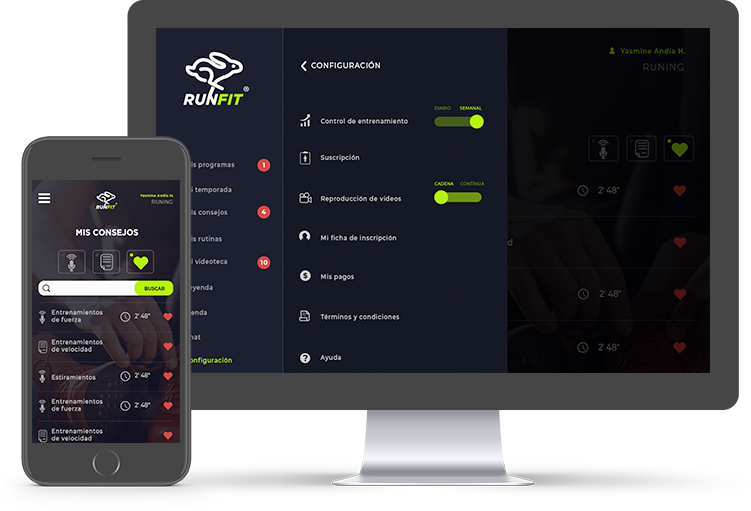 RUNFIT®
is programas 1
i temporada
is consejos 4
is rutinas
i videoteca 10
eyenda
enda
hat
onfiguración
CONFIGURACIÓN
Control de entrenamiento
DIARIO SEMANAL
Suscripción
Reproducción de vídeos
CADENA CONTINUA
Mi ficha de inscripción
$ Mis pagos
Términos y condiciones
? Ayuda
Yasmine Andía H.
RUNING
2' 48"
d
2' 48"
2' 48"
RUNFIT
Yasmine Andía H.
RUNING
MIS CONSEJOS
BUSCAR
Entrenamientos
de fuerza
2' 48"
Entrenamientos
de velocidad
Estiramientos
2' 48"
Entrenamientos
de fuerza
2' 48"
Entrenamientos
de velocidad